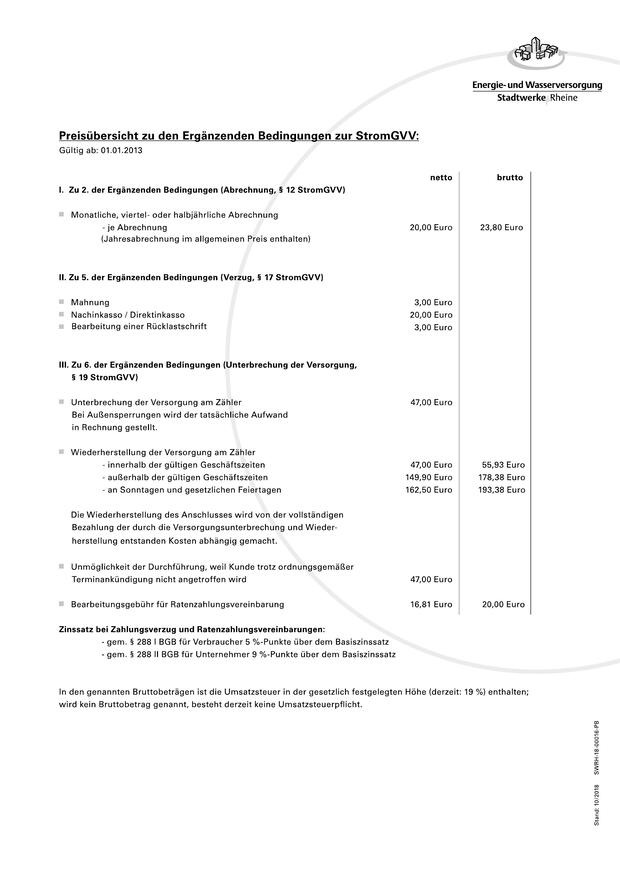 Energie- und Wasserversorgung
Stadtwerke Rheine
Preisübersicht zu den Ergänzenden Bedingungen zur StromGVV:
Gültig ab: 01.01.2013
netto brutto
I. Zu 2. der Ergänzenden Bedingungen (Abrechnung, § 12 StromGVV)
Monatliche, viertel- oder halbjährliche Abrechnung
- je Abrechnung 20,00 Euro 23,80 Euro
(Jahresabrechnung im allgemeinen Preis enthalten)
II. Zu 5. der Ergänzenden Bedingungen (Verzug, § 17 StromGVV)
Mahnung 3,00 Euro
Nachinkasso / Direktinkasso 20,00 Euro
Bearbeitung einer Rücklastschrift 3,00 Euro
III. Zu 6. der Ergänzenden Bedingungen (Unterbrechung der Versorgung,
§ 19 StromGVV)
Unterbrechung der Versorgung am Zähler 47,00 Euro
Bei Außensperrungen wird der tatsächliche Aufwand
in Rechnung gestellt.
Wiederherstellung der Versorgung am Zähler
- innerhalb der gültigen Geschäftszeiten 47,00 Euro 55,93 Euro
- außerhalb der gültigen Geschäftszeiten 149,90 Euro 178,38 Euro
- an Sonntagen und gesetzlichen Feiertagen 162,50 Euro 193,38 Euro
Die Wiederherstellung des Anschlusses wird von der vollständigen
Bezahlung der durch die Versorgungsunterbrechung und Wieder-
herstellung entstanden Kosten abhängig gemacht.
Unmöglichkeit der Durchführung, weil Kunde trotz ordnungsgemäßer
Terminankündigung nicht angetroffen wird 47,00 Euro
Bearbeitungsgebühr für Ratenzahlungsvereinbarung 16,81 Euro 20,00 Euro
Zinssatz bei Zahlungsverzug und Ratenzahlungsvereinbarungen:
- gem. § 288 I BGB für Verbraucher 5 %-Punkte über dem Basiszinssatz
- gem. § 288 II BGB für Unternehmer 9 %-Punkte über dem Basiszinssatz
In den genannten Bruttobeträgen ist die Umsatzsteuer in der gesetzlich festgelegten Höhe (derzeit: 19 %) enthalten;
wird kein Bruttobetrag genannt, besteht derzeit keine Umsatzsteuerpflicht.
Stand: 10/2018 SWRH-18-00016-PB